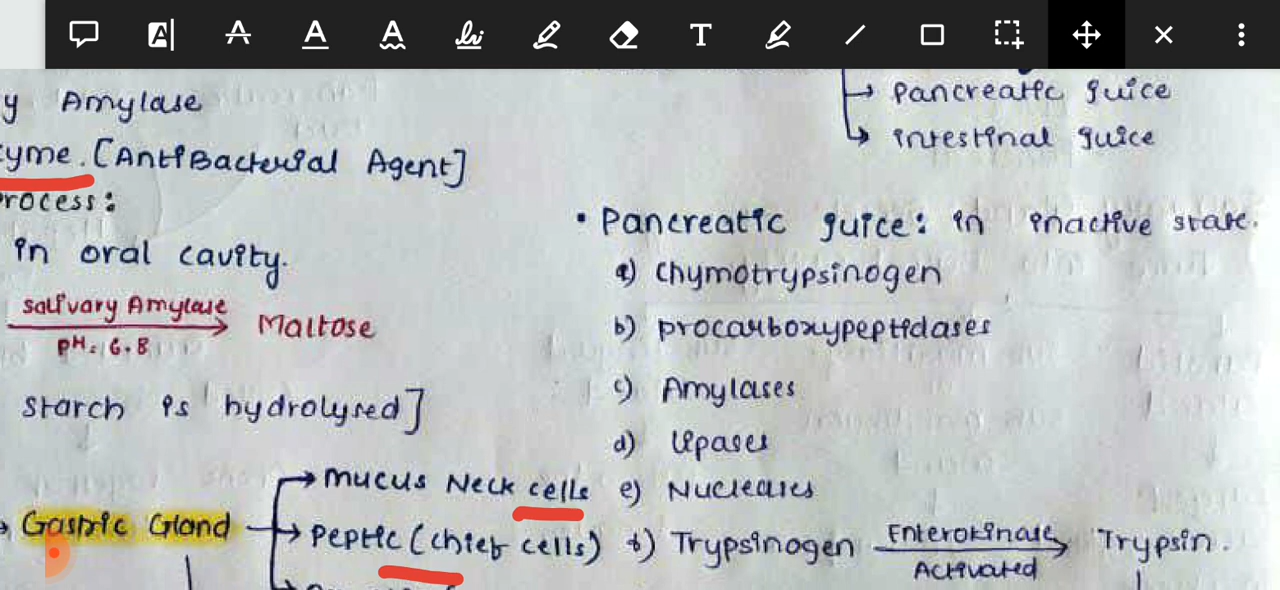 y Amylase
cyme. [AntiBacterial Agent]
process:
in oral cavity.
salivary Amylase
Maltose
pH = 6.8
starch is hydrolysed]
Gastric Gland
→ mucus Neck cells
→ Peptic (chief cells)
→ Pancreatic juice
→ intestinal juice
• Pancreatic juice: in inactive state.
a) chymotrypsinogen
b) procarboxypeptidases
c) Amylases
d) lipases
e) Nucleases
f) Trypsinogen Enterokinase → Trypsin.
Activated